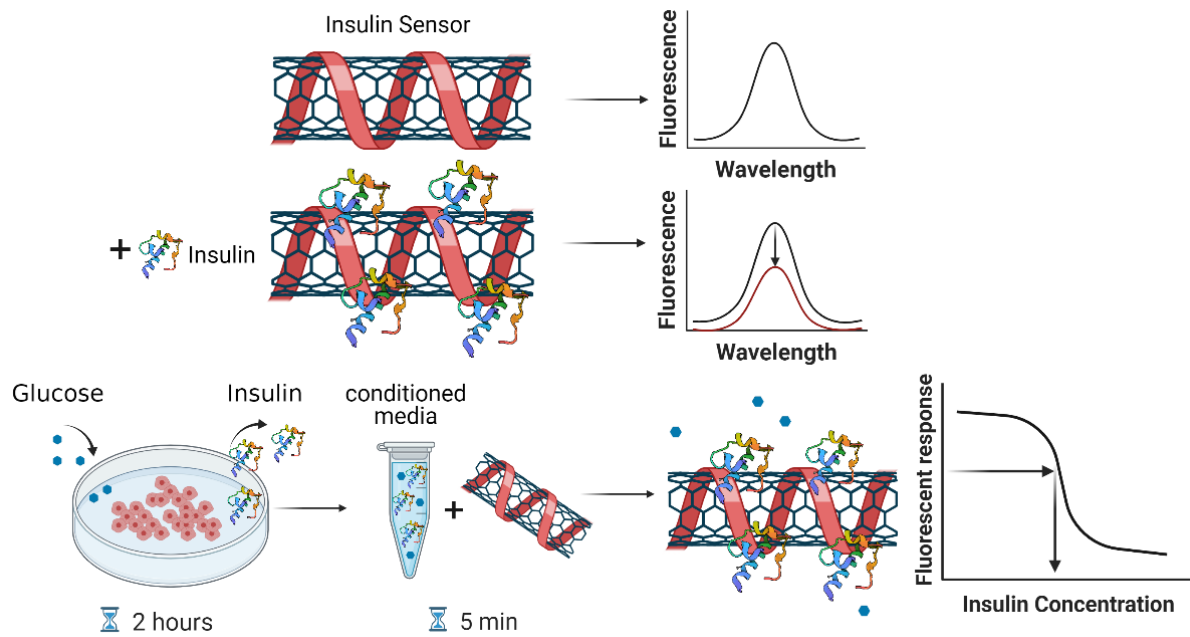 Insulin Sensor
Fluorescence
Wavelength
+ Insulin
Fluorescence
Wavelength
Glucose
Insulin
conditioned
media
+
Fluorescent response
Insulin Concentration
2 hours
5 min